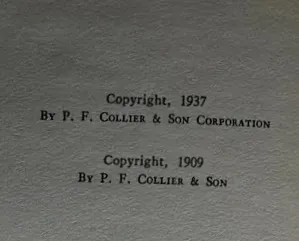 Copyright, 1937
By P. F. Collier & Son Corporation
Copyright, 1909
By P. F. Collier & Son